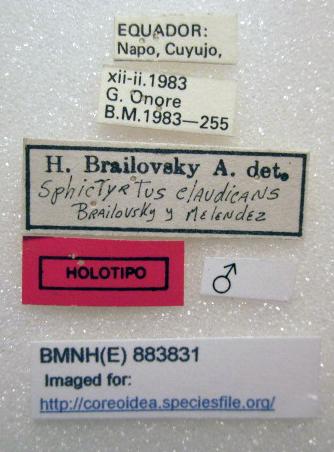 EQUADOR:
Napo, Cuyujo,
xii-ii.1983
G. Onore
B.M.1983—255
H. Brailovsky A. det.
Sphictyrtus claudicans
Brailovsky y Melendez
HOLOTIPO
♂
BMNH(E) 883831
Imaged for:
http://coreoidea.speciesfile.org/